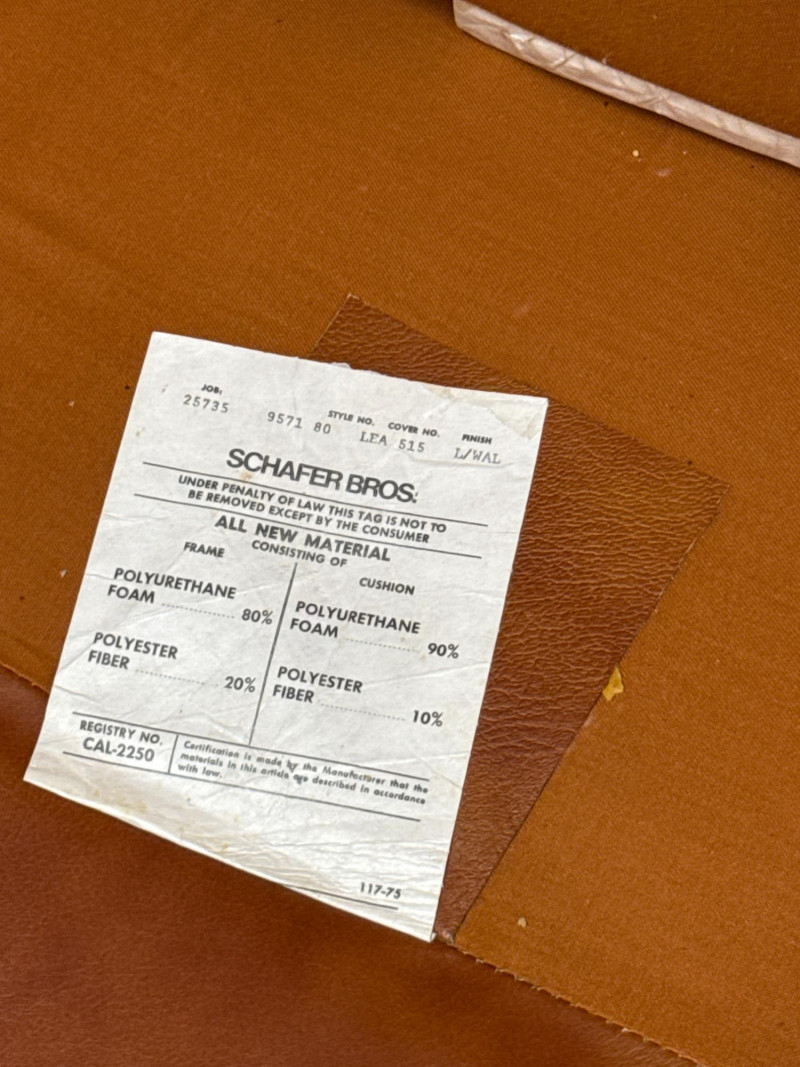 JOB: STYLE NO. COVER NO. FINISH
25735 9571 80 LEA 515 L/WAL
SCHAFER BROS.
UNDER PENALTY OF LAW THIS TAG IS NOT TO
BE REMOVED EXCEPT BY THE CONSUMER
ALL NEW MATERIAL
CONSISTING OF
FRAME
POLYURETHANE
FOAM ............ 80%
POLYESTER
FIBER ............ 20%
CUSHION
POLYURETHANE
FOAM ............ 90%
POLYESTER
FIBER ............ 10%
REGISTRY NO.
CAL-2250
Certification is made by the Manufacturer that the
materials in this article are described in accordance
with law.
117-75